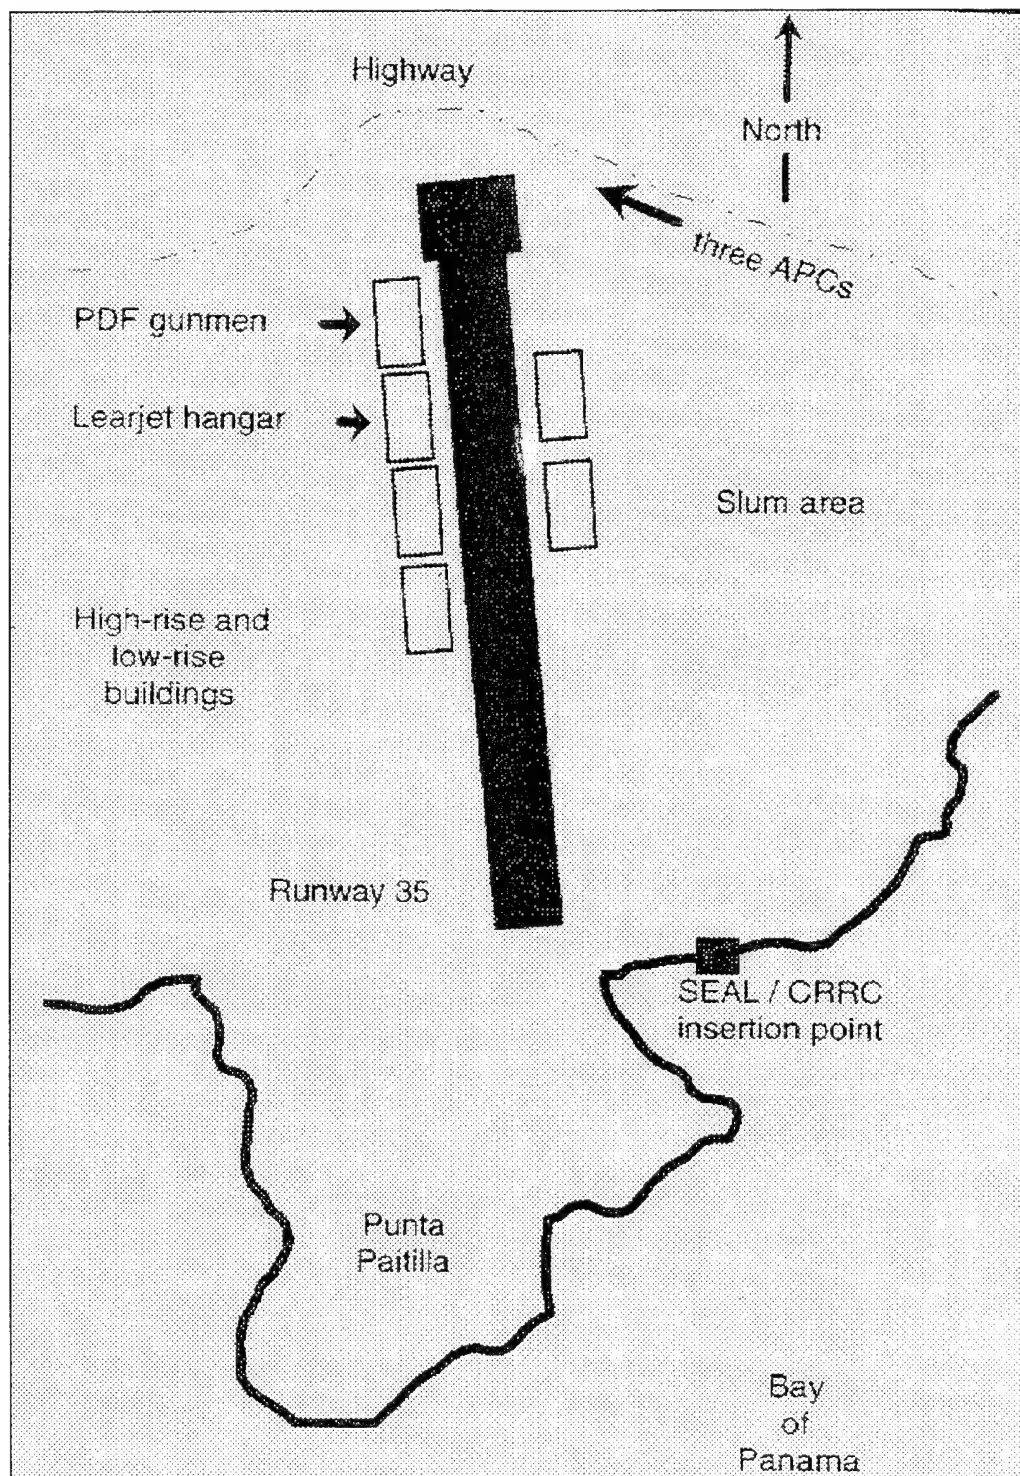 Highway
North
three APCs
PDF gunmen
Learjet hangar
Slum area
High-rise and
low-rise
buildings
Runway 35
SEAL / CRRC
insertion point
Punta
Paitilla
Bay
of
Panama